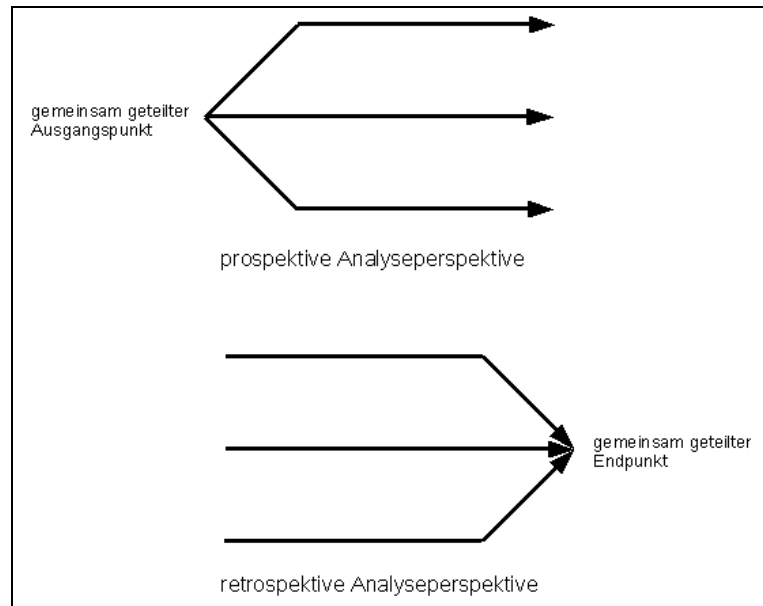 gemeinsam geteilter
Ausgangspunkt
prospektive Analyseperspektive
gemeinsam geteilter
Endpunkt
retrospektive Analyseperspektive